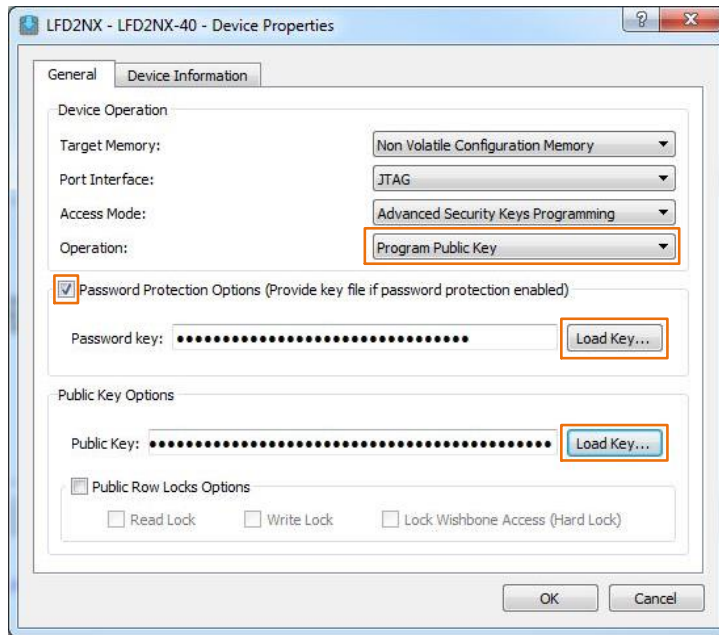 LFD2NX - LFD2NX-40 - Device Properties
General Device Information
Device Operation
Target Memory: Non Volatile Configuration Memory
Port Interface: JTAG
Access Mode: Advanced Security Keys Programming
Operation: Program Public Key
Password Protection Options (Provide key file if password protection enabled)
Password key: ●●●●●●●●●●●●●●●●●●●●●●●●●●●●●●●● Load Key...
Public Key Options
Public Key: ●●●●●●●●●●●●●●●●●●●●●●●●●●●●●●●●●●●●●●●●●●●● Load Key...
Public Row Locks Options
Read Lock Write Lock Lock Wishbone Access (Hard Lock)
OK Cancel